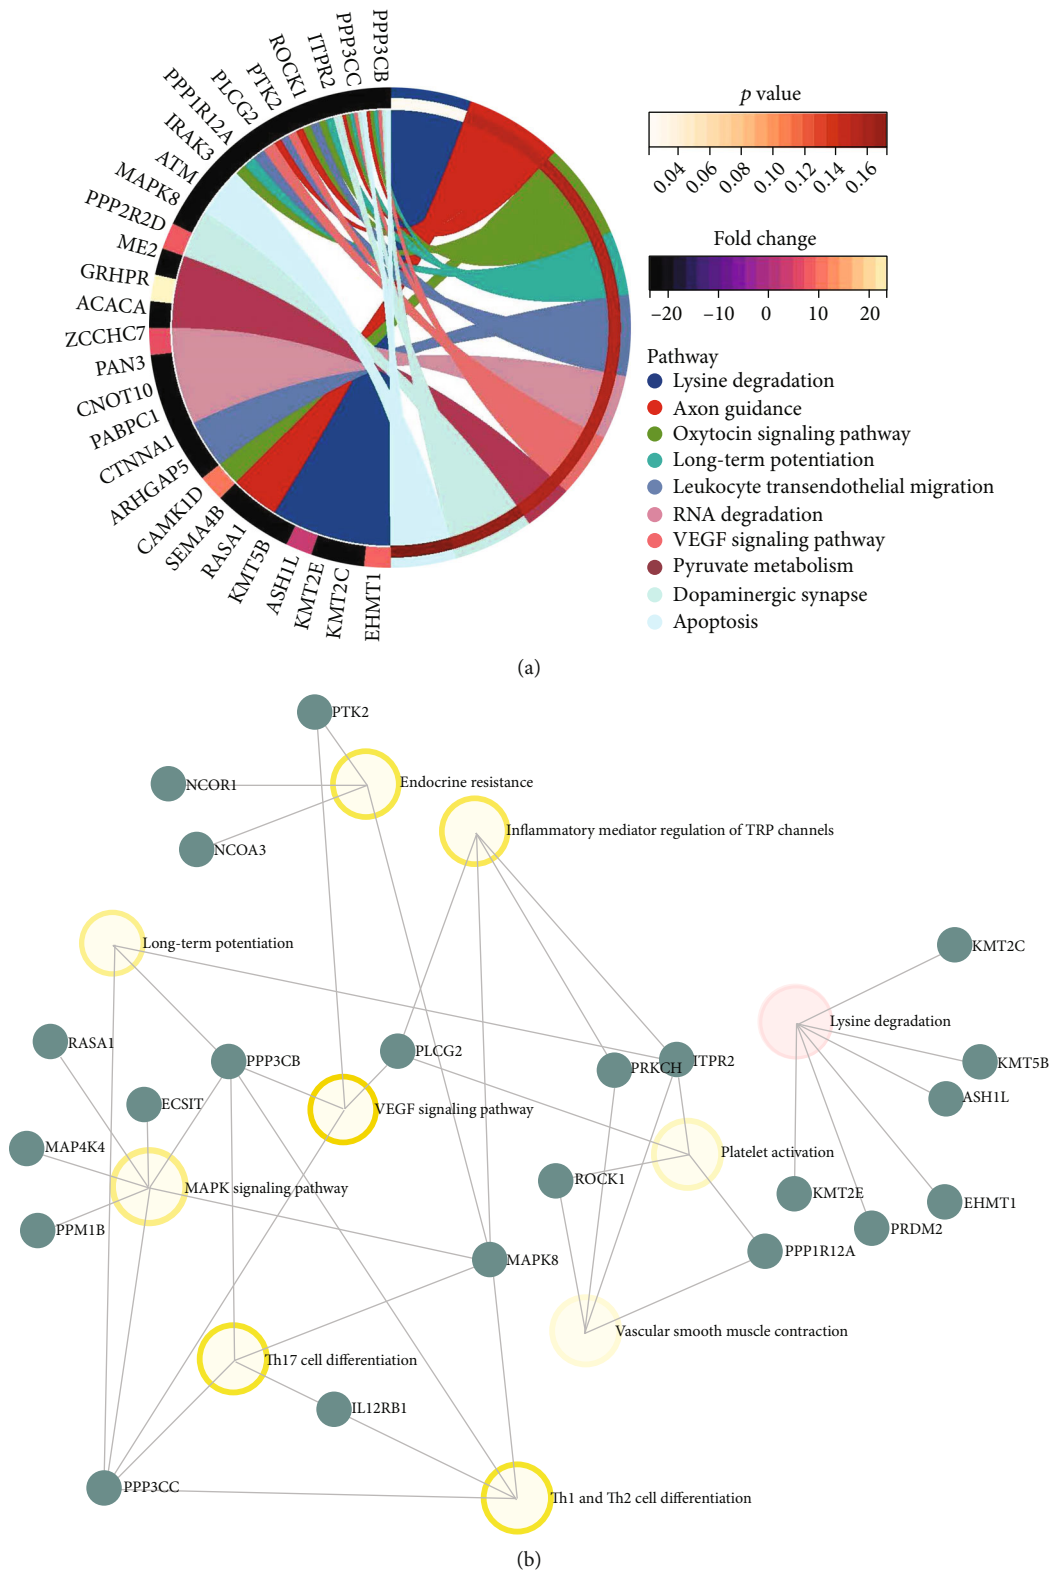 PPP3CB
PPP3CC
ITPR2
ROCK1
PTK2
PLCG2
PPP1R12A
IRAK3
ATM
MAPK8
PPP2R2D
ME2
GRHPR
ACACA
ZCCHC7
PAN3
CNOT10
PABPC1
CTNNA1
ARHGAP5
CAMK1D
SEMA4B
RASA1
KMT5B
ASH1L
KMT2E
KMT2C
EHMT1
p value
0.04 0.06 0.08 0.10 0.12 0.14 0.16
Fold change
−20 −10 0 10 20
Pathway
Lysine degradation
Axon guidance
Oxytocin signaling pathway
Long-term potentiation
Leukocyte transendothelial migration
RNA degradation
VEGF signaling pathway
Pyruvate metabolism
Dopaminergic synapse
Apoptosis
(a)
PTK2
NCOR1
Endocrine resistance
Inflammatory mediator regulation of TRP channels
NCOA3
Long-term potentiation
KMT2C
Lysine degradation
RASA1
PPP3CB
PLCG2
PRKCH
ITPR2
KMT5B
ECSIT
VEGF signaling pathway
ASH1L
MAP4K4
Platelet activation
MAPK signaling pathway
ROCK1
KMT2E
EHMT1
PPM1B
PRDM2
MAPK8
PPP1R12A
Vascular smooth muscle contraction
Th17 cell differentiation
IL12RB1
PPP3CC
Th1 and Th2 cell differentiation
(b)